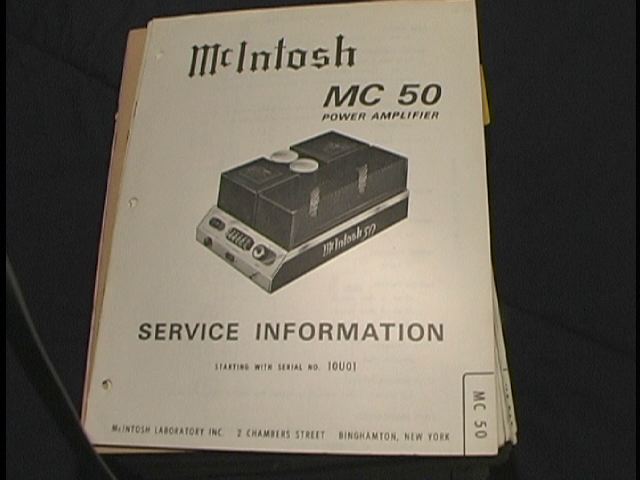 McIntosh
MC 50
POWER AMPLIFIER
McIntosh 50
SERVICE INFORMATION
STARTING WITH SERIAL NO. 10U01
MC 50
McINTOSH LABORATORY INC. 2 CHAMBERS STREET BINGHAMTON, NEW YORK